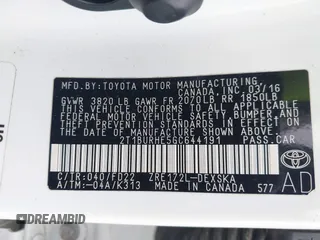 MFD.BY:TOYOTA MOTOR MANUFACTURING
CANADA, INC. 03/16
GVWR 3820LB GAWR FR 2070LB RR 1850LB
THIS VEHICLE CONFORMS TO ALL APPLICABLE
FEDERAL MOTOR VEHICLE SAFETY, BUMPER, AND
THEFT PREVENTION STANDARDS IN EFFECT ON
THE DATE OF MANUFACTURE SHOWN ABOVE.
2T1BURHE5GC644191 PASS.CAR
C/TR:040/FD22 ZRE172L-DEXSKA
A/TM:-04A/K313 MADE IN CANADA 577
TOYOTA
AD
DREAMBID